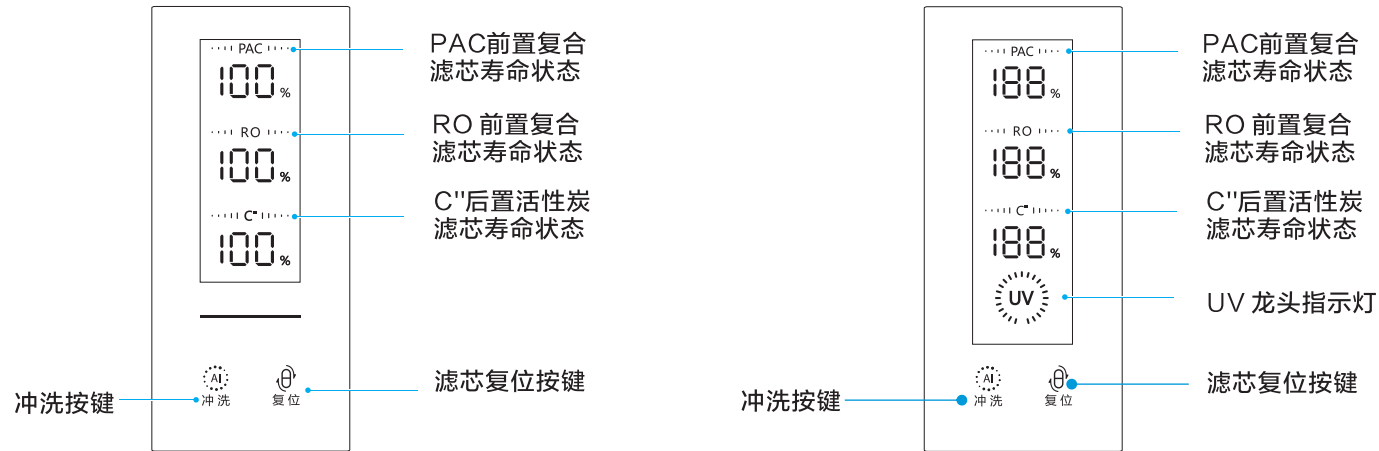 PAC
100%
RO
100%
C"
100%
AI
冲洗
复位
PAC前置复合
滤芯寿命状态
RO 前置复合
滤芯寿命状态
C"后置活性炭
滤芯寿命状态
滤芯复位按键
冲洗按键
PAC
188%
RO
188%
C"
188%
UV
AI
冲洗
复位
PAC前置复合
滤芯寿命状态
RO 前置复合
滤芯寿命状态
C"后置活性炭
滤芯寿命状态
UV 龙头指示灯
滤芯复位按键
冲洗按键